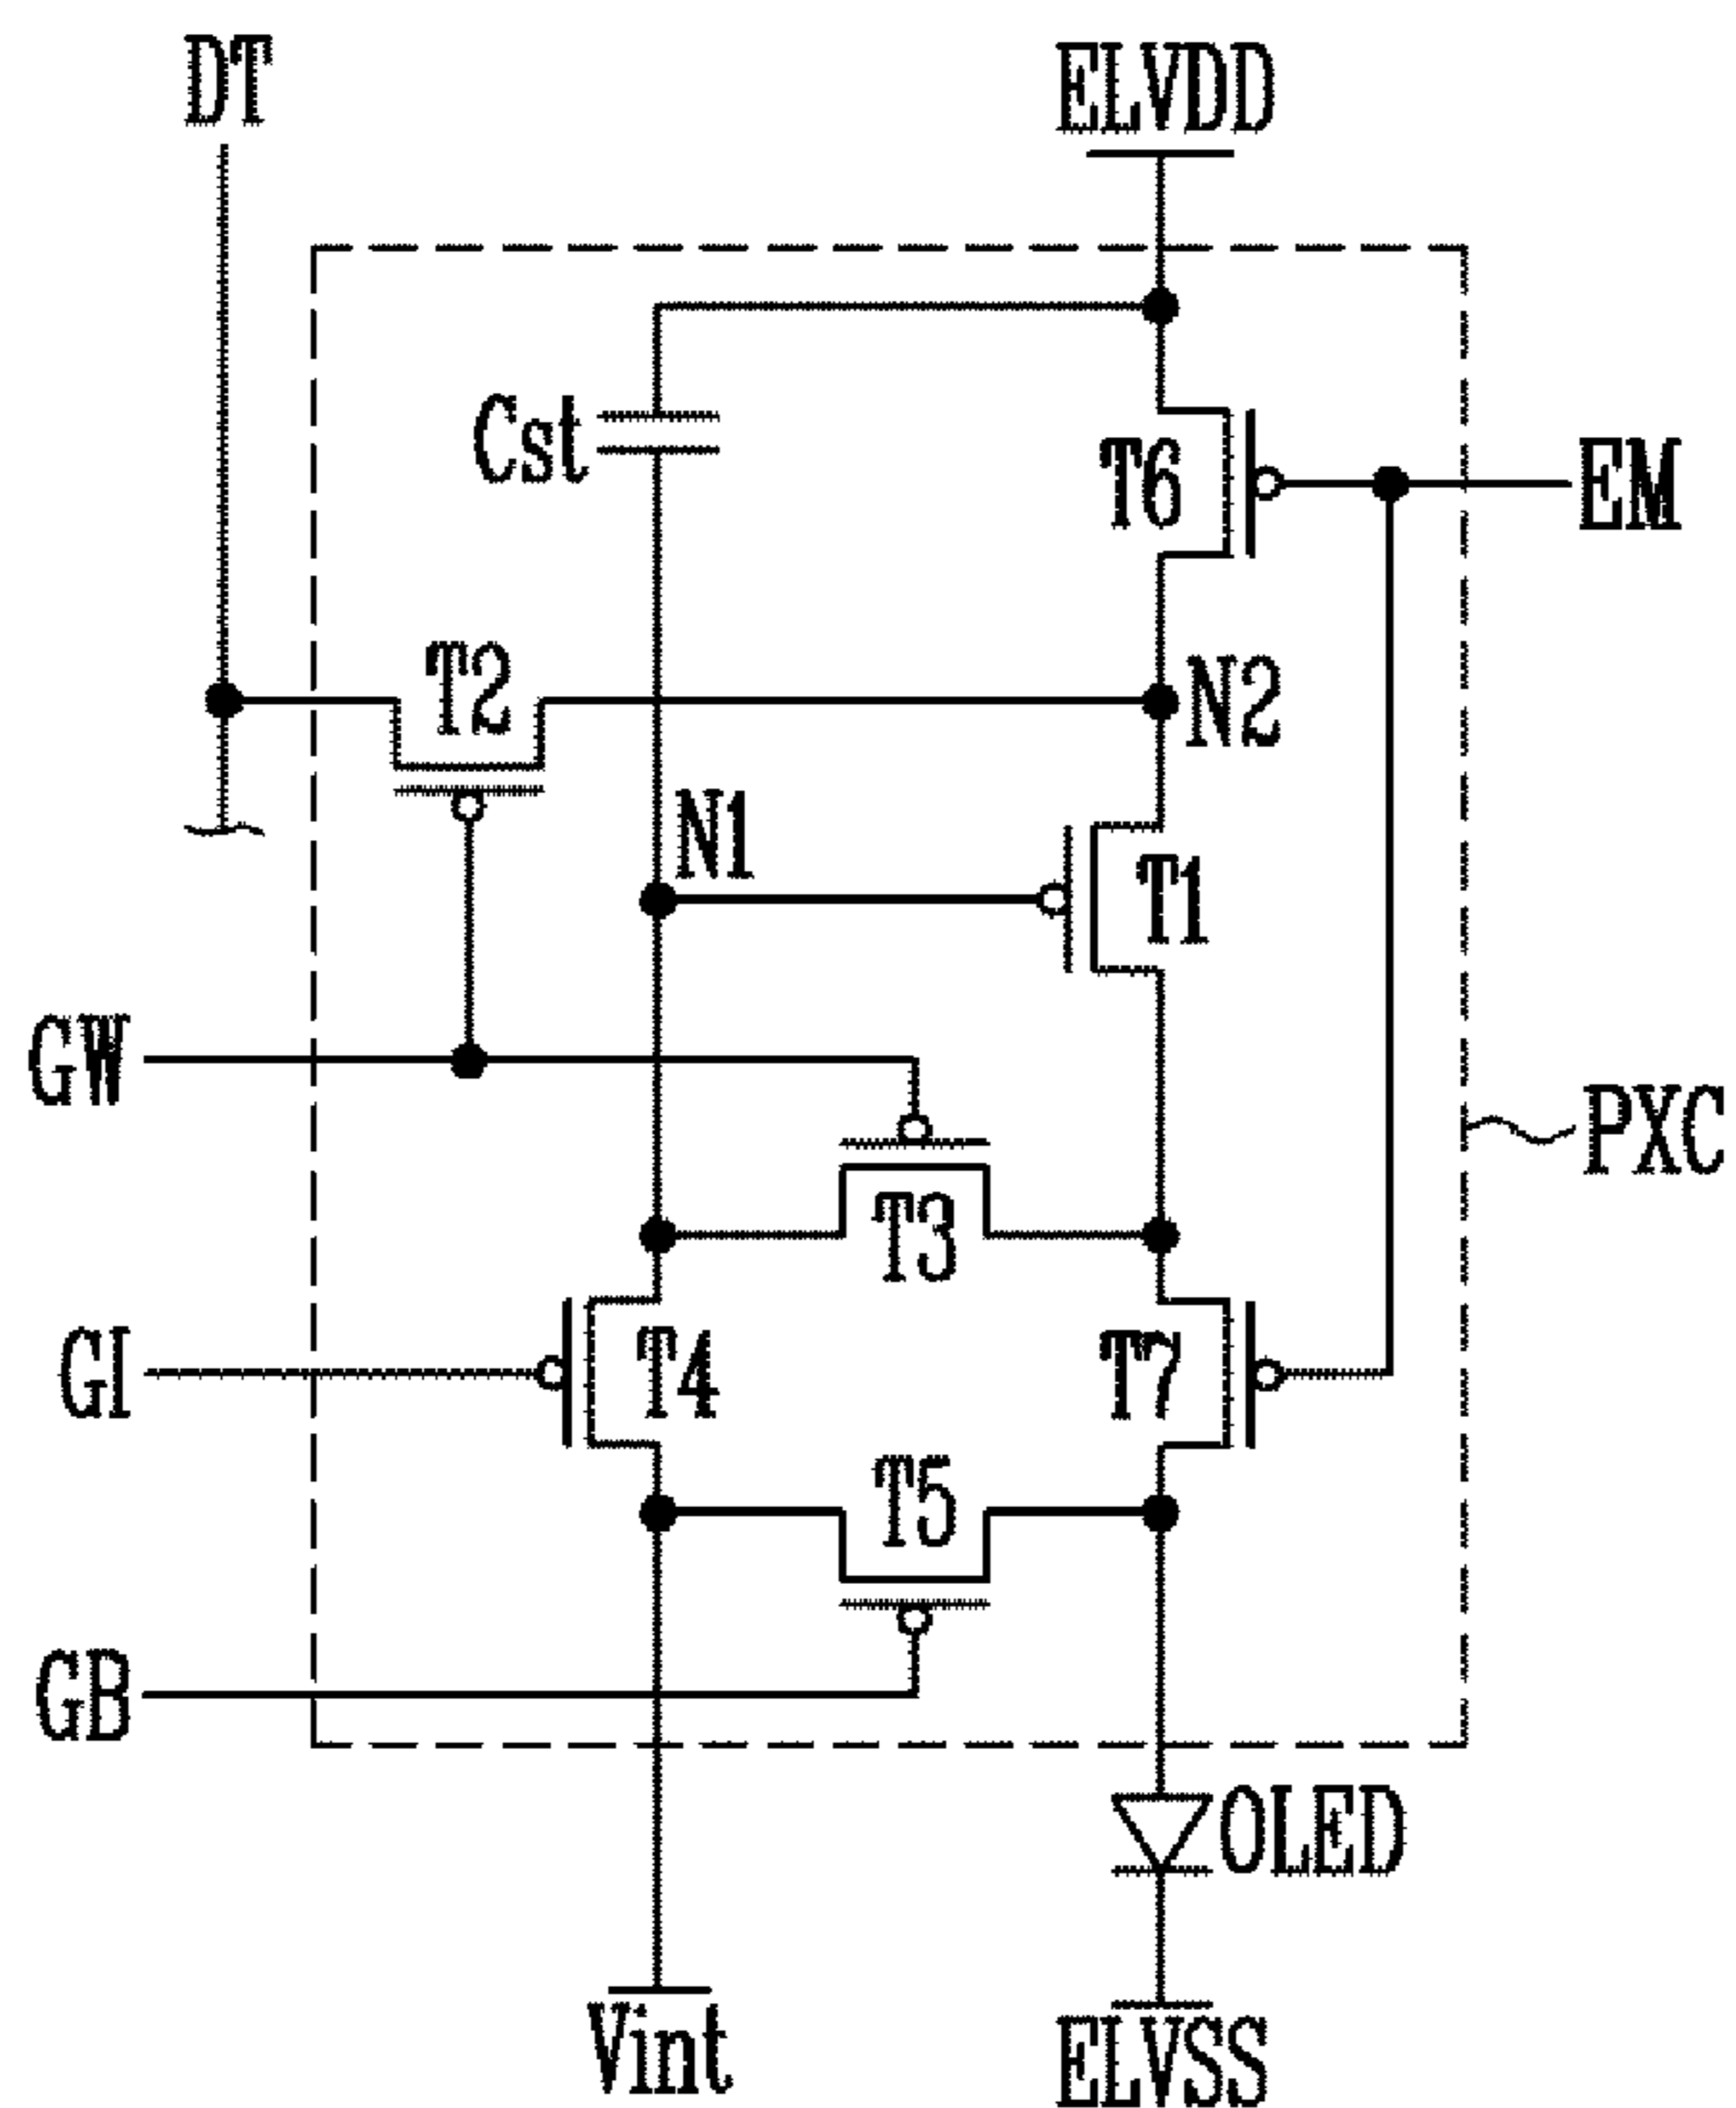 DT
ELVDD
Cst
T6
EM
T2
N2
N1
T1
GW
PXC
T3
GI
T4
T7
T5
GB
OLED
Vint
ELVSS